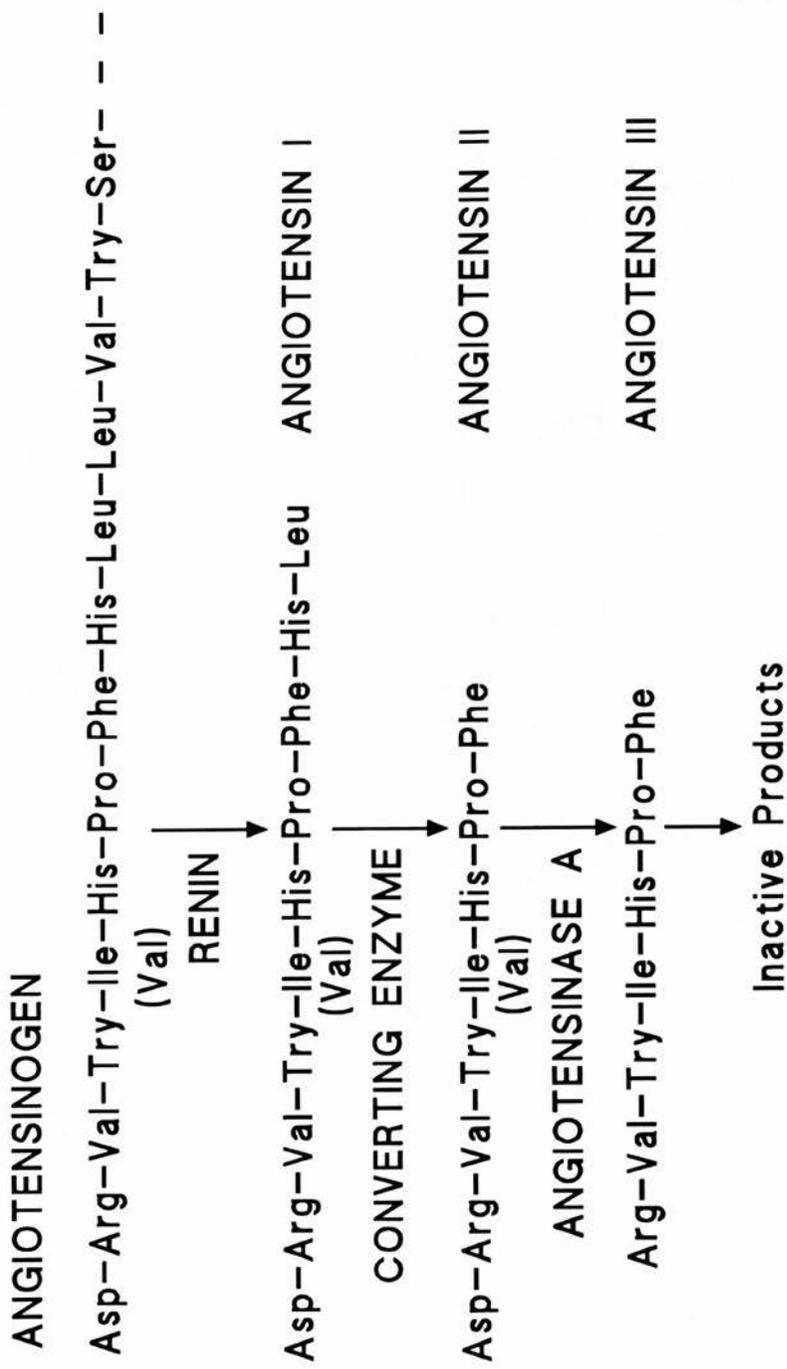 ANGIOTENSINOGEN
Asp–Arg–Val–Try–Ile–His–Pro–Phe–His–Leu–Leu–Val–Try–Ser– – –
(Val)
RENIN
Asp–Arg–Val–Try–Ile–His–Pro–Phe–His–Leu ANGIOTENSIN I
(Val)
CONVERTING ENZYME
Asp–Arg–Val–Try–Ile–His–Pro–Phe ANGIOTENSIN II
(Val)
ANGIOTENSINASE A
Arg–Val–Try–Ile–His–Pro–Phe ANGIOTENSIN III
Inactive Products